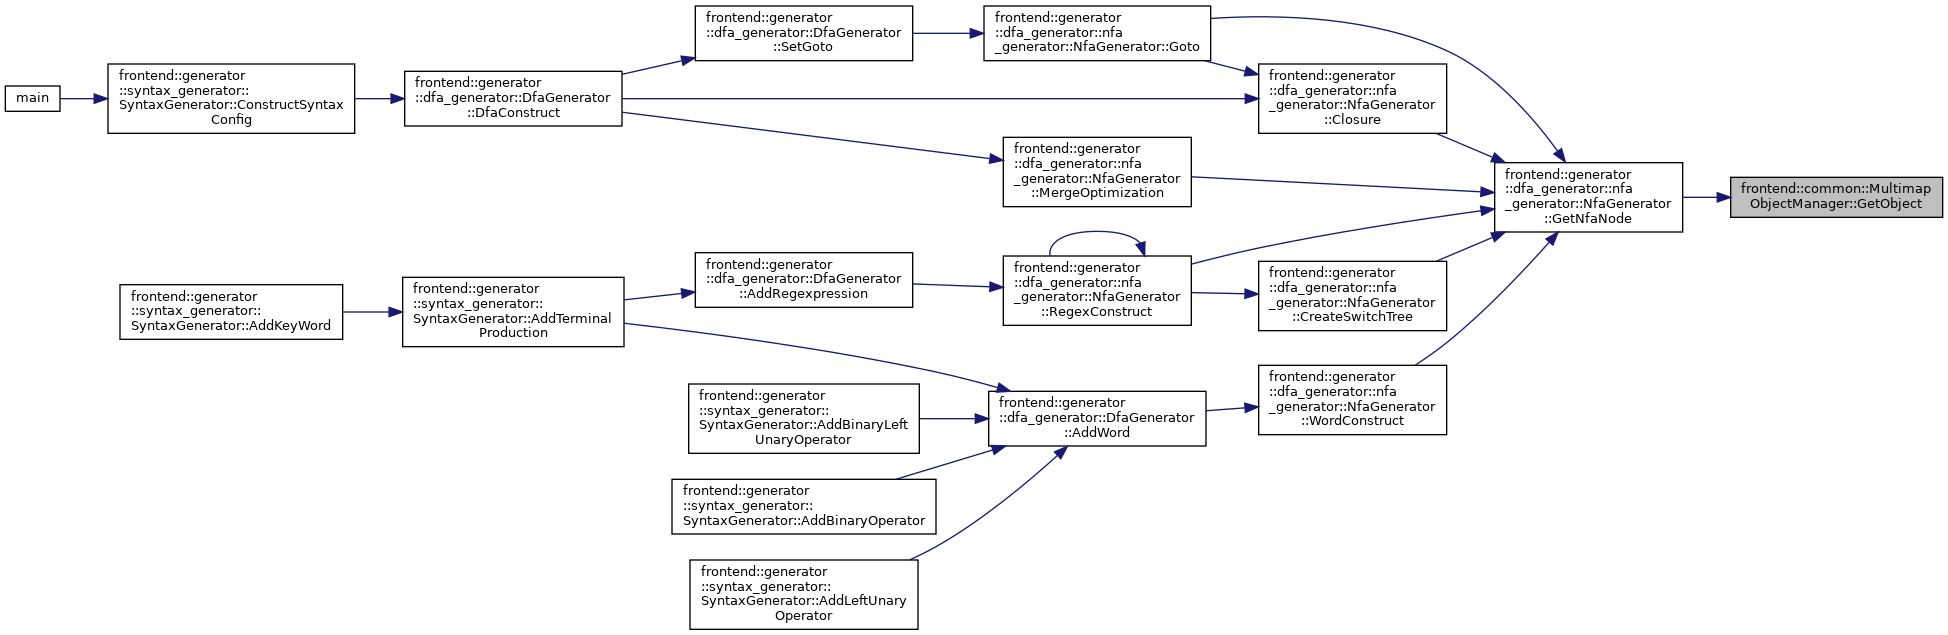 main
frontend::generator
::syntax_generator::
SyntaxGenerator::ConstructSyntax
Config
frontend::generator
::dfa_generator::DfaGenerator
::DfaConstruct
frontend::generator
::dfa_generator::DfaGenerator
::SetGoto
frontend::generator
::dfa_generator::nfa
_generator::NfaGenerator::Goto
frontend::generator
::dfa_generator::nfa
_generator::NfaGenerator
::Closure
frontend::generator
::dfa_generator::nfa
_generator::NfaGenerator
::MergeOptimization
frontend::generator
::dfa_generator::nfa
_generator::NfaGenerator
::GetNfaNode
frontend::common::Multimap
ObjectManager::GetObject
frontend::generator
::syntax_generator::
SyntaxGenerator::AddKeyWord
frontend::generator
::syntax_generator::
SyntaxGenerator::AddTerminal
Production
frontend::generator
::dfa_generator::DfaGenerator
::AddRegexpression
frontend::generator
::dfa_generator::nfa
_generator::NfaGenerator
::RegexConstruct
frontend::generator
::dfa_generator::nfa
_generator::NfaGenerator
::CreateSwitchTree
frontend::generator
::syntax_generator::
SyntaxGenerator::AddBinaryLeft
UnaryOperator
frontend::generator
::dfa_generator::DfaGenerator
::AddWord
frontend::generator
::dfa_generator::nfa
_generator::NfaGenerator
::WordConstruct
frontend::generator
::syntax_generator::
SyntaxGenerator::AddBinaryOperator
frontend::generator
::syntax_generator::
SyntaxGenerator::AddLeftUnary
Operator